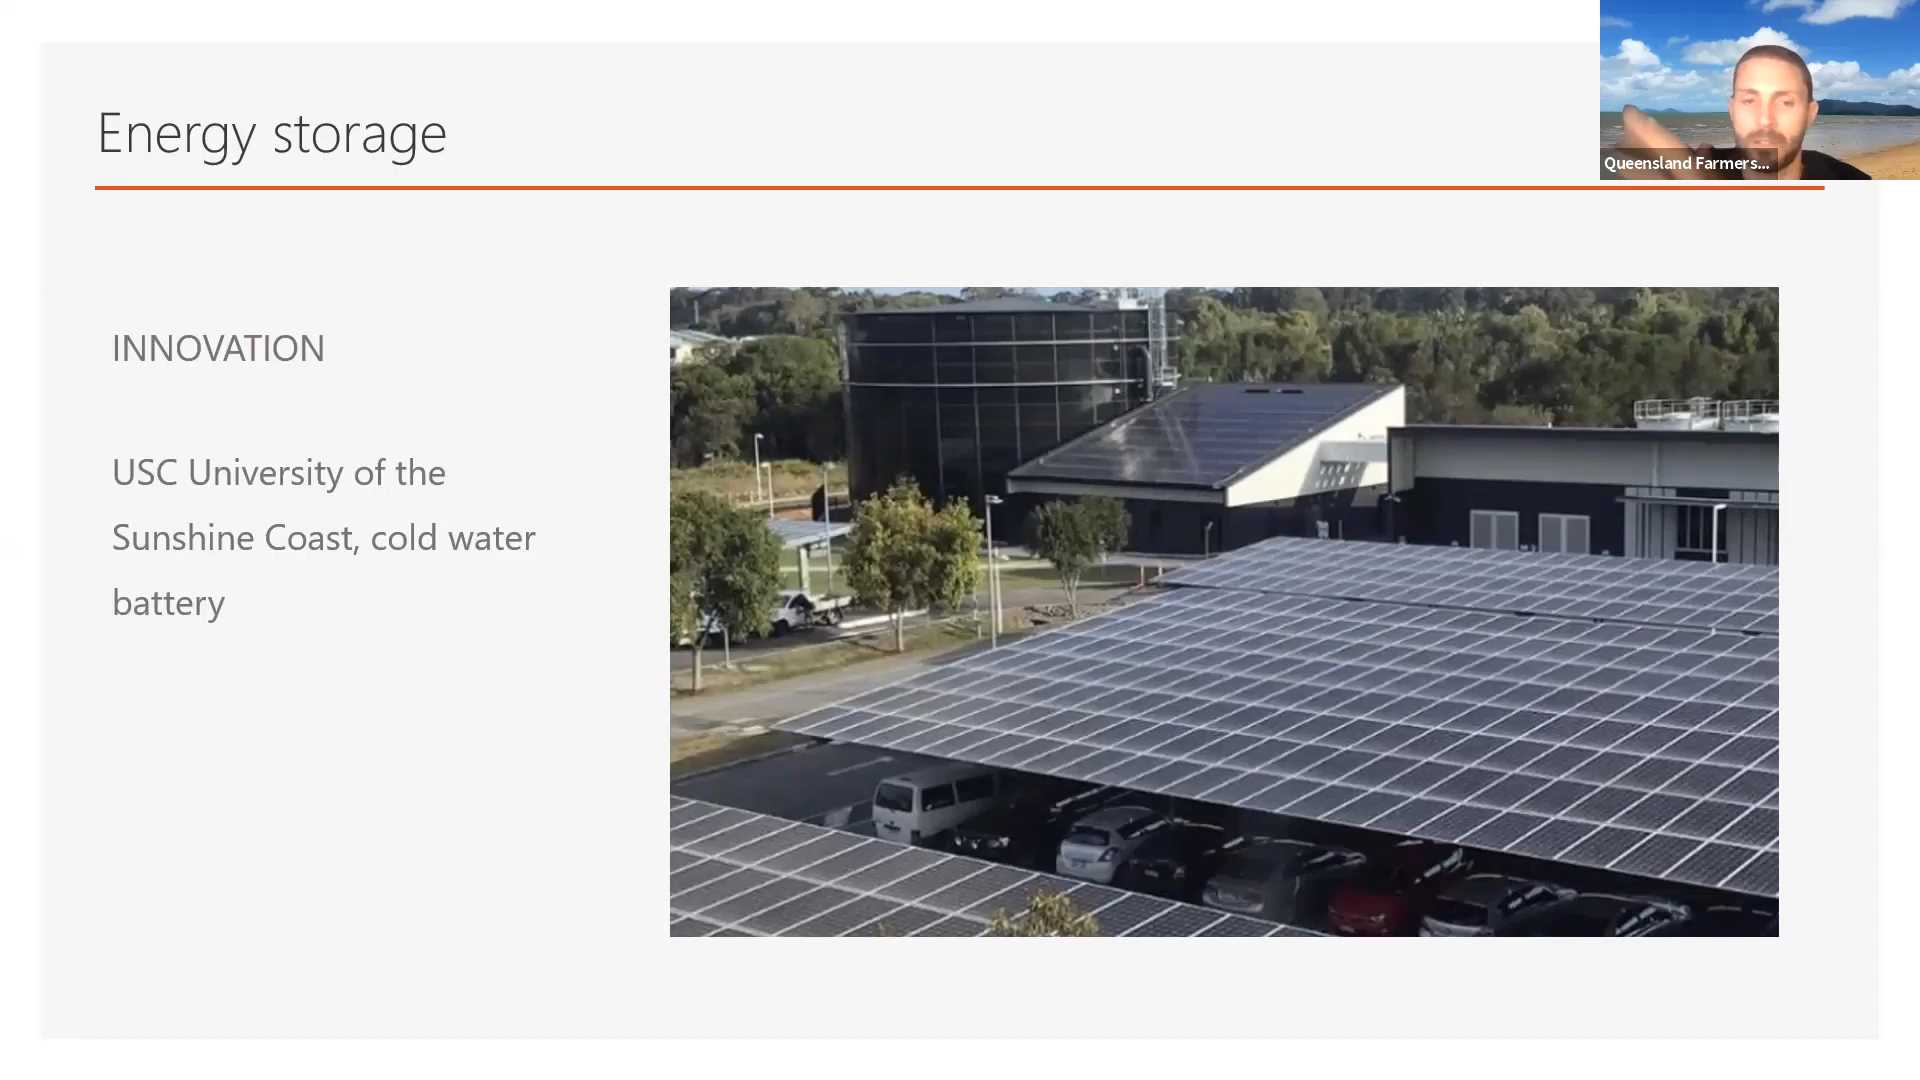 Energy storage
Queensland Farmers...
INNOVATION
USC University of the
Sunshine Coast, cold water
battery